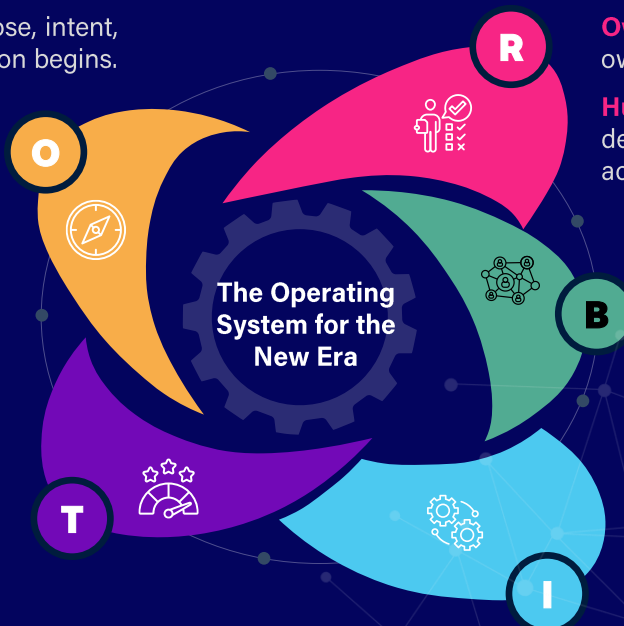 ose, intent,
on begins.
R
O
The Operating
System for the
New Era
B
T
I